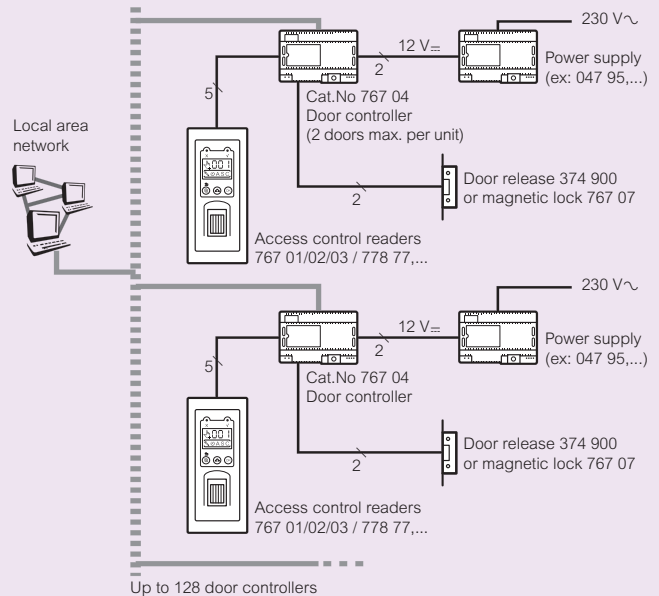 230 V~
12 V⎓
2
Power supply
(ex: 047 95,...)
5
Cat.No 767 04
Door controller
(2 doors max. per unit)
Local area
network
001
ASC
2
Door release 374 900
or magnetic lock 767 07
Access control readers
767 01/02/03 / 778 77,...
230 V~
12 V⎓
2
Power supply
(ex: 047 95,...)
5
Cat.No 767 04
Door controller
001
ASC
2
Door release 374 900
or magnetic lock 767 07
Access control readers
767 01/02/03 / 778 77,...
Up to 128 door controllers